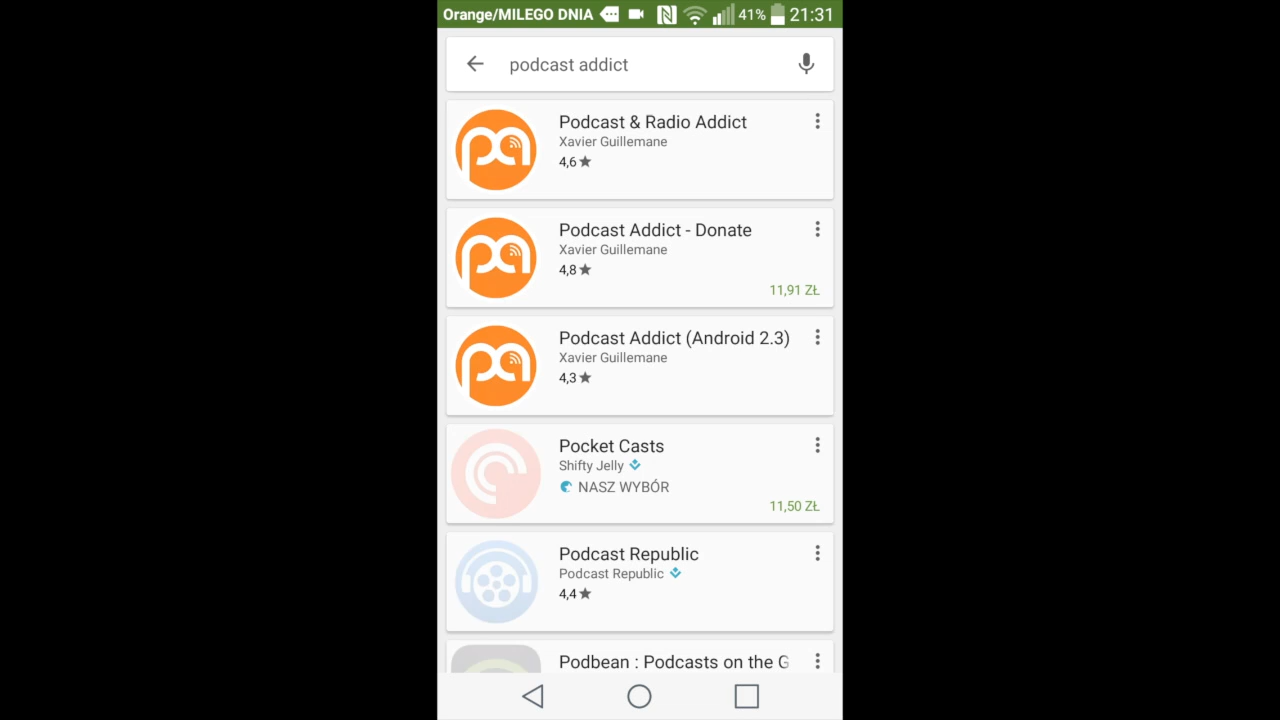 Orange/MILEGO DNIA 41% 21:31
podcast addict
Podcast & Radio Addict
Xavier Guillemane
4,6
Podcast Addict - Donate
Xavier Guillemane
4,8
11,91 ZŁ
Podcast Addict (Android 2.3)
Xavier Guillemane
4,3
Pocket Casts
Shifty Jelly
NASZ WYBÓR
11,50 ZŁ
Podcast Republic
Podcast Republic
4,4
Podbean : Podcasts on the G